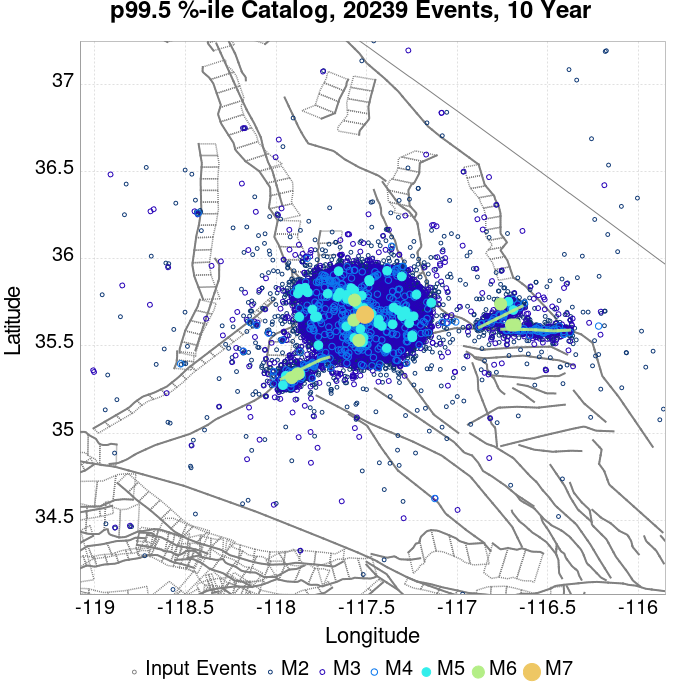 p99.5 %-ile Catalog, 20239 Events, 10 Year
37
36.5
36
35.5
35
34.5
Latitude
-119 -118.5 -118 -117.5 -117 -116.5 -116
Longitude
Input Events M2 M3 M4 M5 M6 M7